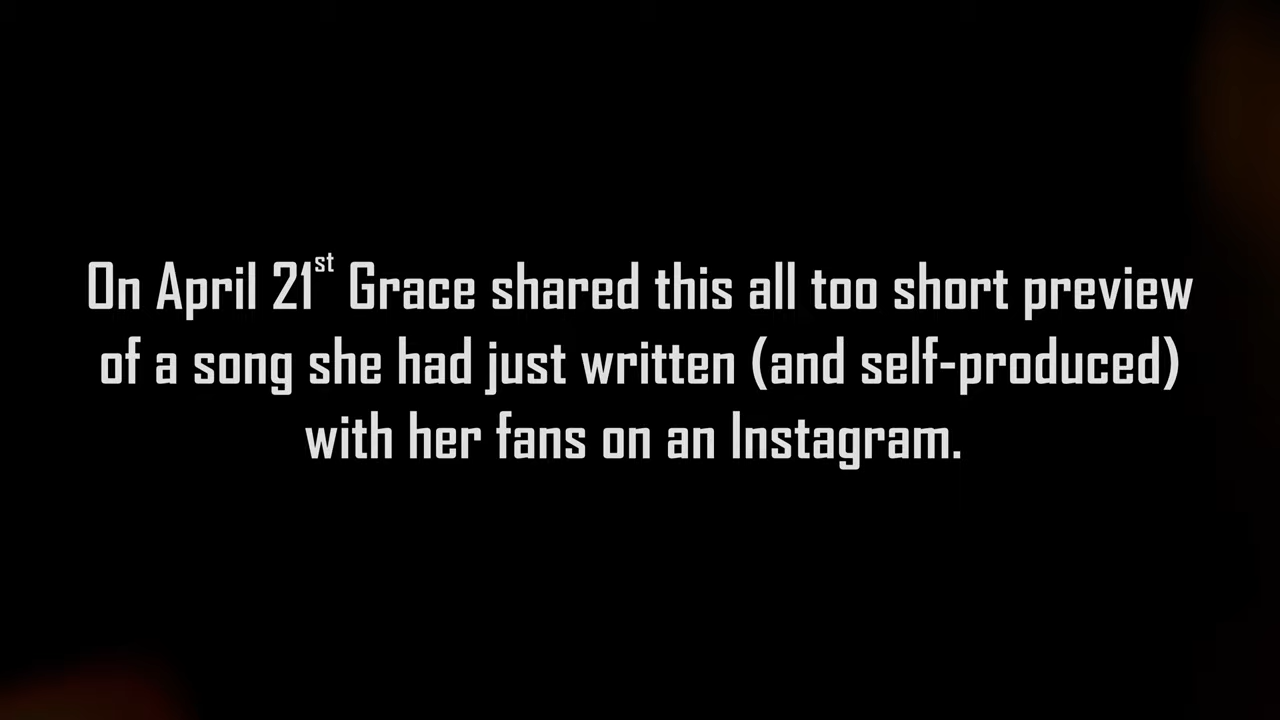 On April 21st Grace shared this all too short preview
of a song she had just written (and self-produced)
with her fans on an Instagram.